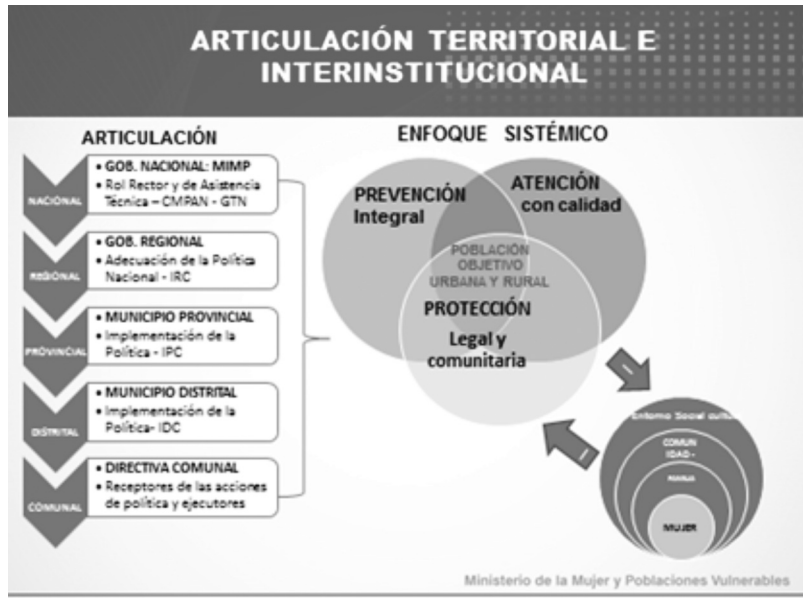 ARTICULACIÓN TERRITORIAL E
INTERINSTITUCIONAL
ARTICULACIÓN
NACIONAL
• GOB. NACIONAL: MIMP
• Rol Rector y de Asistencia
Técnica – CMPAN - GTN
REGIONAL
• GOB. REGIONAL
• Adecuación de la Política
Nacional - IRC
PROVINCIAL
• MUNICIPIO PROVINCIAL
• Implementación de la
Política - IPC
DISTRITAL
• MUNICIPIO DISTRITAL
• Implementación de la
Política- IDC
COMUNAL
• DIRECTIVA COMUNAL
• Receptores de las acciones
de política y ejecutores
ENFOQUE SISTÉMICO
PREVENCIÓN
Integral
ATENCIÓN
con calidad
POBLACIÓN
OBJETIVO
URBANA Y RURAL
PROTECCIÓN
Legal y
comunitaria
Entorno Social
COMUN
IDAD -
MUJER
Ministerio de la Mujer y Poblaciones Vulnerables